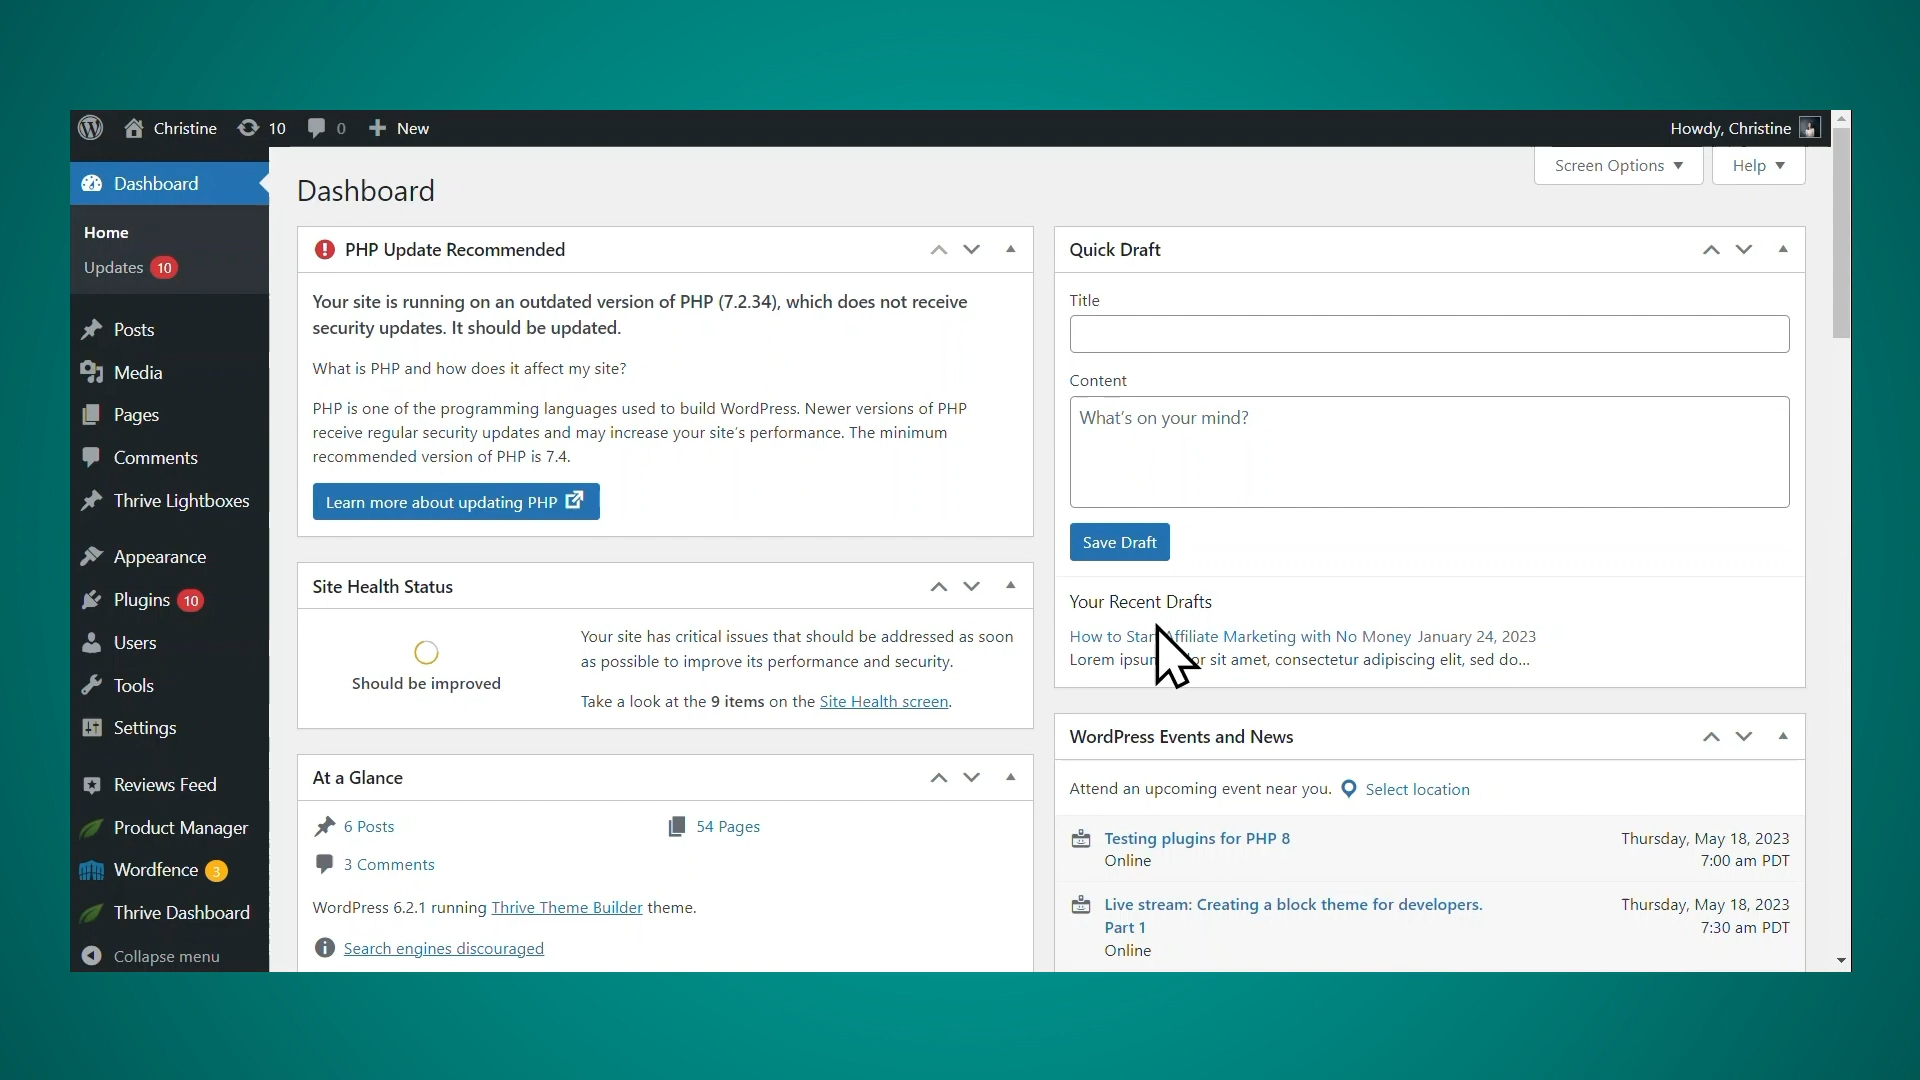 Christine
10
0
New
Howdy, Christine
Screen Options
Help
Dashboard
Home
Updates 10
Posts
Media
Pages
Comments
Thrive Lightboxes
Appearance
Plugins 10
Users
Tools
Settings
Reviews Feed
Product Manager
Wordfence 3
Thrive Dashboard
Collapse menu
Dashboard
PHP Update Recommended
Your site is running on an outdated version of PHP (7.2.34), which does not receive
security updates. It should be updated.
What is PHP and how does it affect my site?
PHP is one of the programming languages used to build WordPress. Newer versions of PHP
receive regular security updates and may increase your site's performance. The minimum
recommended version of PHP is 7.4.
Learn more about updating PHP
Site Health Status
Should be improved
Your site has critical issues that should be addressed as soon
as possible to improve its performance and security.
Take a look at the 9 items on the Site Health screen.
At a Glance
6 Posts
54 Pages
3 Comments
WordPress 6.2.1 running Thrive Theme Builder theme.
Search engines discouraged
Quick Draft
Title
Content
What's on your mind?
Save Draft
Your Recent Drafts
How to Start Affiliate Marketing with No Money January 24, 2023
Lorem ipsum dolor sit amet, consectetur adipiscing elit, sed do...
WordPress Events and News
Attend an upcoming event near you. Select location
Testing plugins for PHP 8
Online
Thursday, May 18, 2023
7:00 am PDT
Live stream: Creating a block theme for developers.
Part 1
Online
Thursday, May 18, 2023
7:30 am PDT